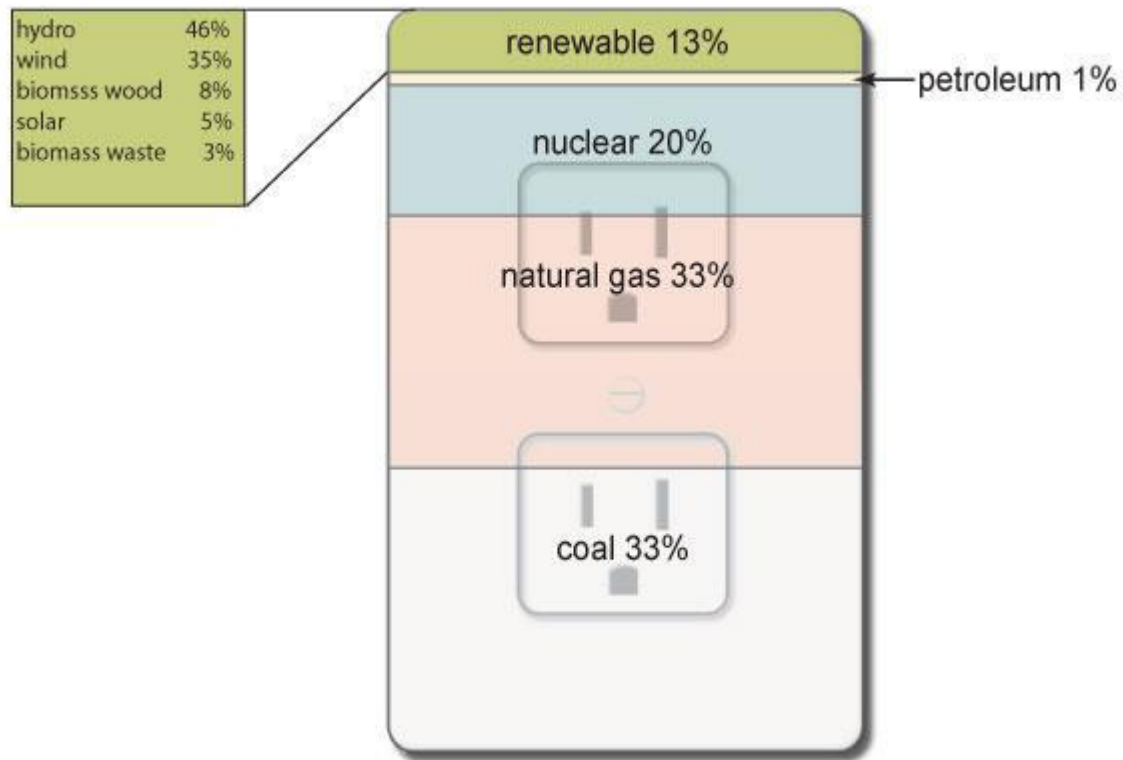 hydro 46%
wind 35%
biomsss wood 8%
solar 5%
biomass waste 3%
renewable 13%
petroleum 1%
nuclear 20%
natural gas 33%
coal 33%